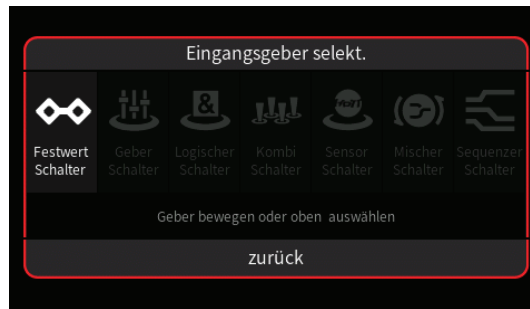 Eingangsgeber selekt.
&
Festwert Schalter
Geber Schalter
Logischer Schalter
Kombi Schalter
Sensor Schalter
Mischer Schalter
Sequenzer Schalter
Geber bewegen oder oben auswählen
zurück